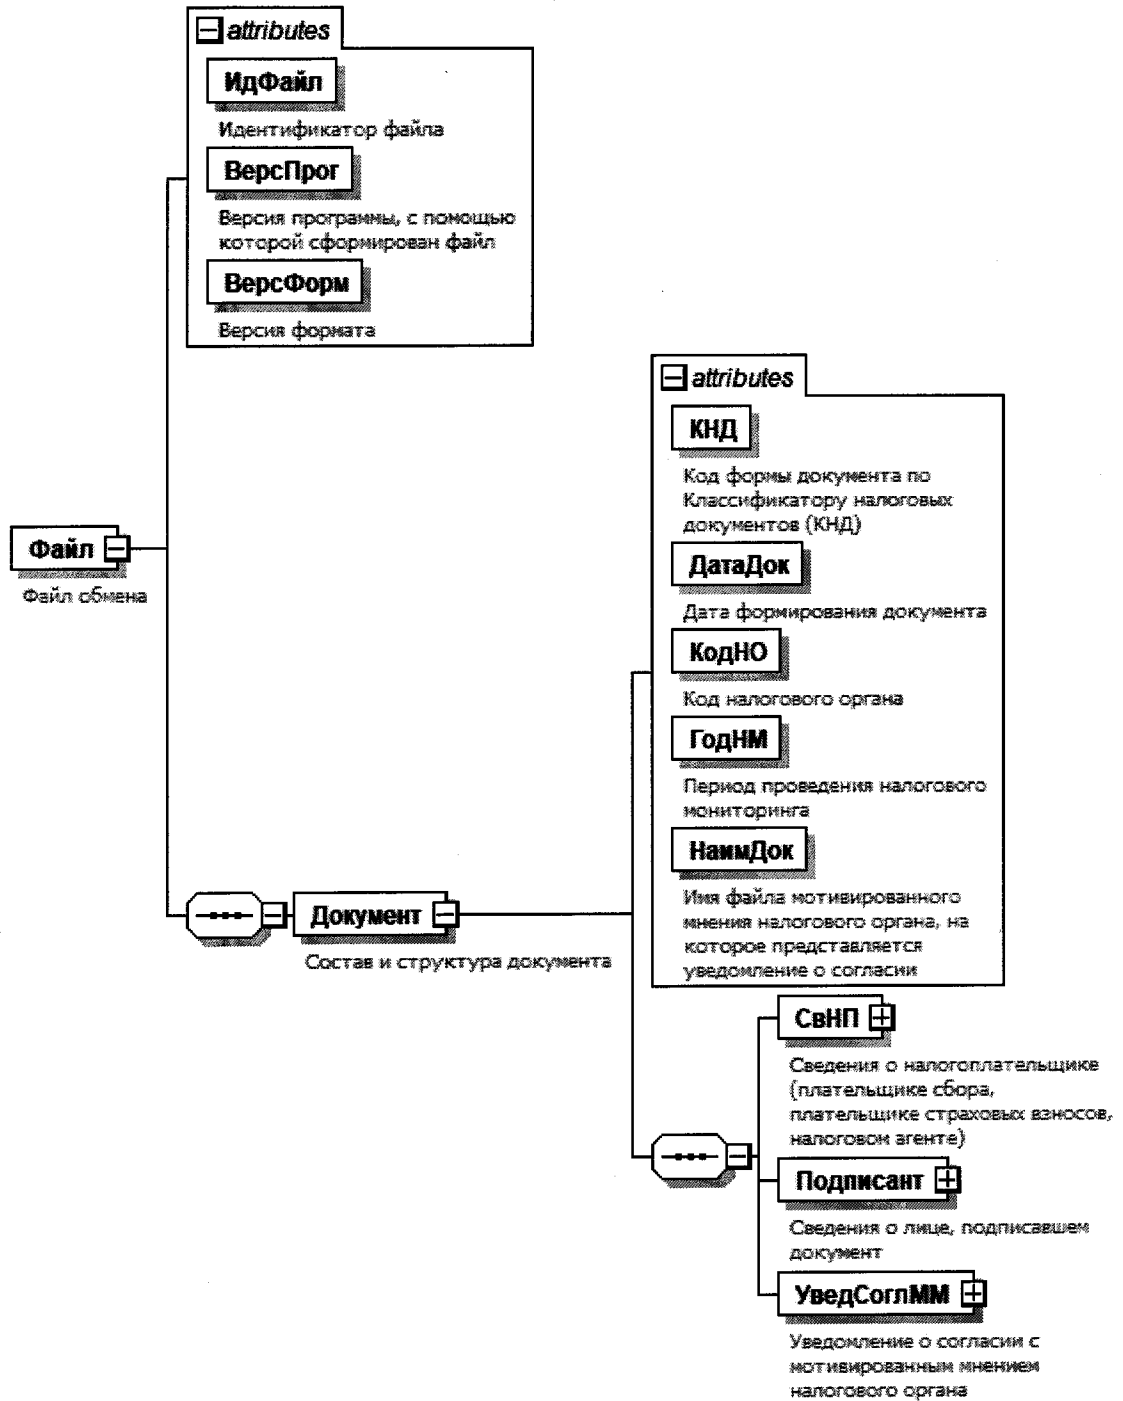 attributes
ИдФайл
Идентификатор файла
ВерсПрог
Версия программы, с помощью
которой сформирован файл
ВерсФорм
Версия формата
Файл
Файл обмена
Документ
Состав и структура документа
attributes
КНД
Код формы документа по
Классификатору налоговых
документов (КНД)
ДатаДок
Дата формирования документа
КодНО
Код налогового органа
ГодНМ
Период проведения налогового
мониторинга
НаимДок
Имя файла мотивированного
мнения налогового органа, на
которое представляется
уведомление о согласии
СвНП
Сведения о налогоплательщике
(плательщике сбора,
плательщике страховых взносов,
налоговом агенте)
Подписант
Сведения о лице, подписавшем
документ
УведСоглММ
Уведомление о согласии с
мотивированным мнением
налогового органа